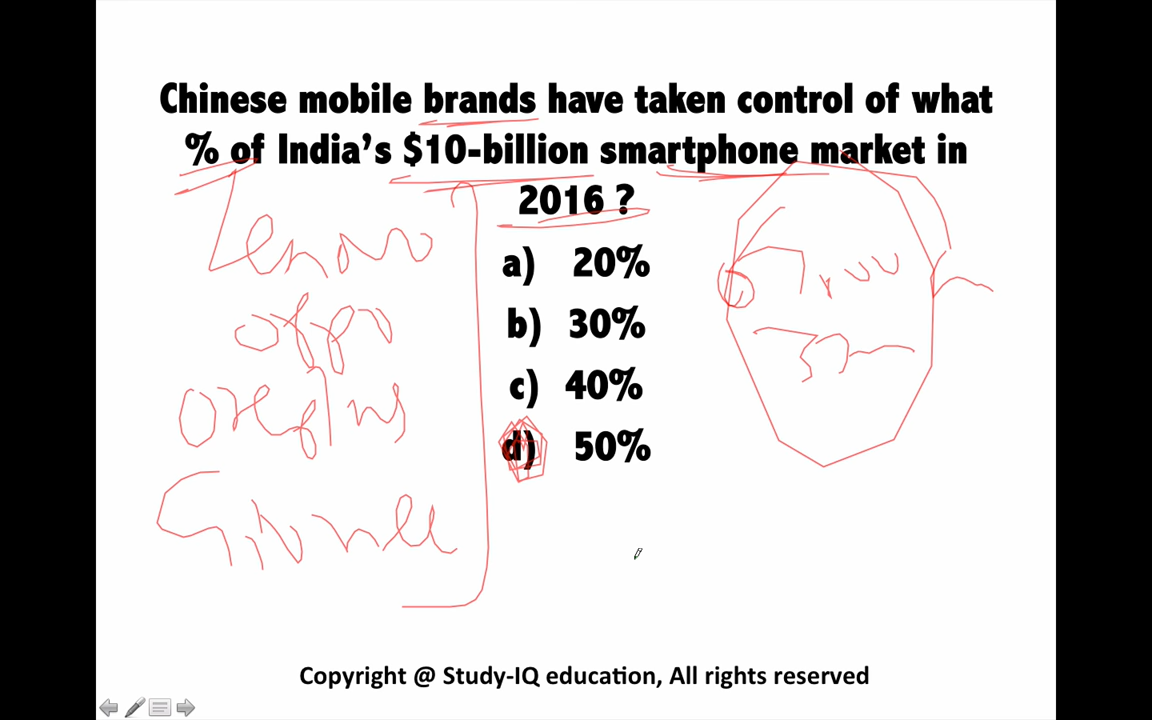 Chinese mobile brands have taken control of what
% of India's $10-billion smartphone market in
2016 ?
Lenovo
oppo
a) 20%
b) 30%
c) 40%
d) 50%
Gionee
Copyright @ Study-IQ education, All rights reserved